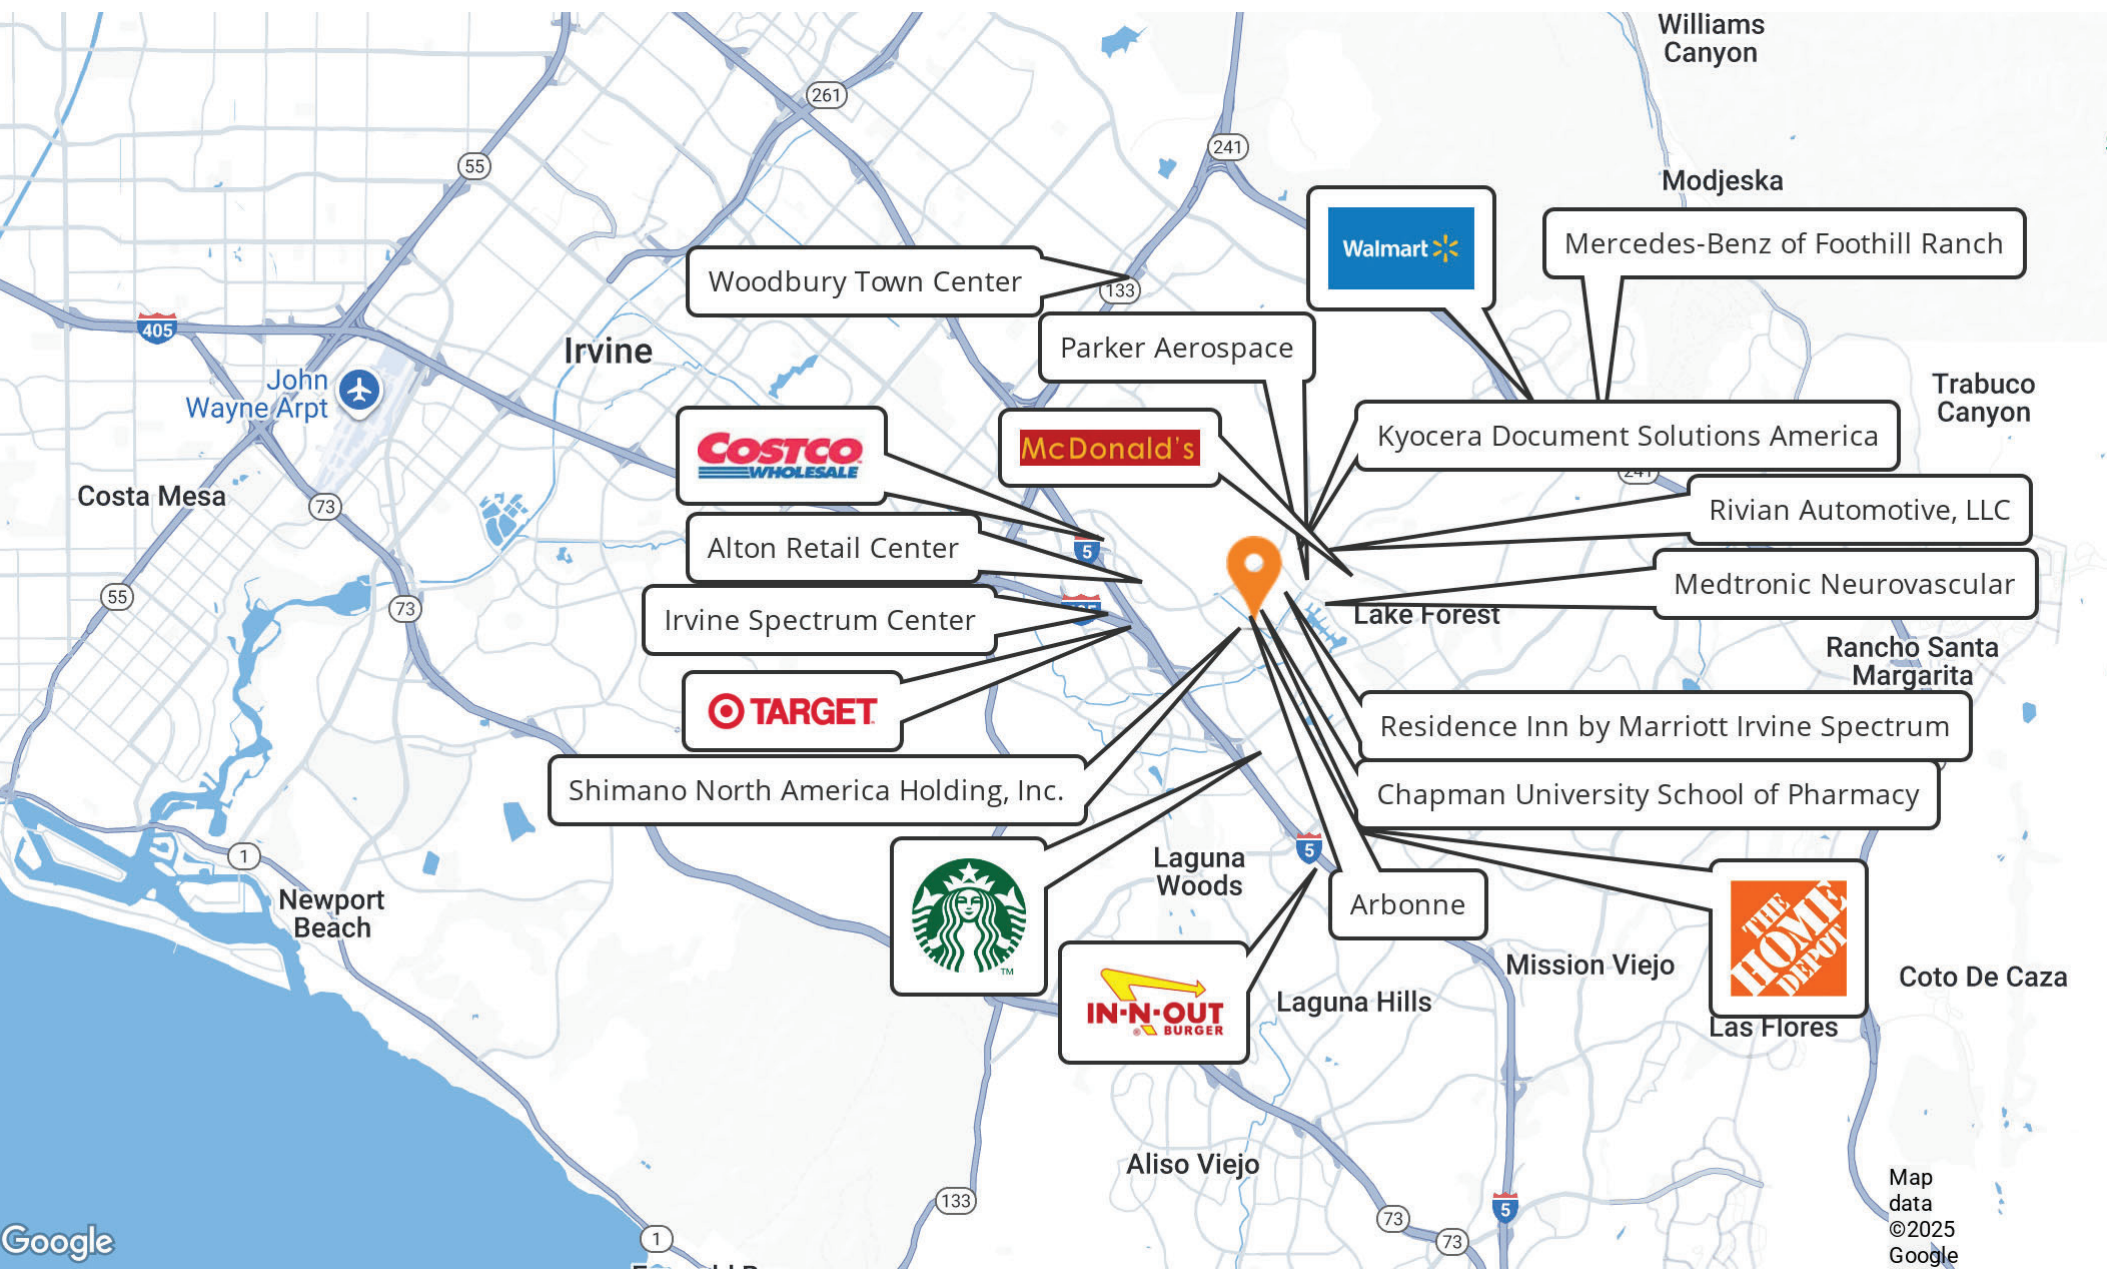 Williams
Canyon
261
55
241
Modjeska
Walmart
Mercedes-Benz of Foothill Ranch
Woodbury Town Center
133
405
Irvine
Parker Aerospace
John
Wayne Arpt
Trabuco
Canyon
COSTCO
WHOLESALE
McDonald's
Kyocera Document Solutions America
241
Costa Mesa
73
Rivian Automotive, LLC
Alton Retail Center
5
Medtronic Neurovascular
55
73
Irvine Spectrum Center
Lake Forest
Rancho Santa
Margarita
TARGET
Residence Inn by Marriott Irvine Spectrum
Shimano North America Holding, Inc.
Chapman University School of Pharmacy
1
5
Laguna
Woods
Newport
Beach
TM
Arbonne
THE
HOME
DEPOT
Mission Viejo
Coto De Caza
IN-N-OUT
® BURGER
Laguna Hills
Las Flores
Aliso Viejo
133
73
5
73
1
Google
Map
data
©2025
Google